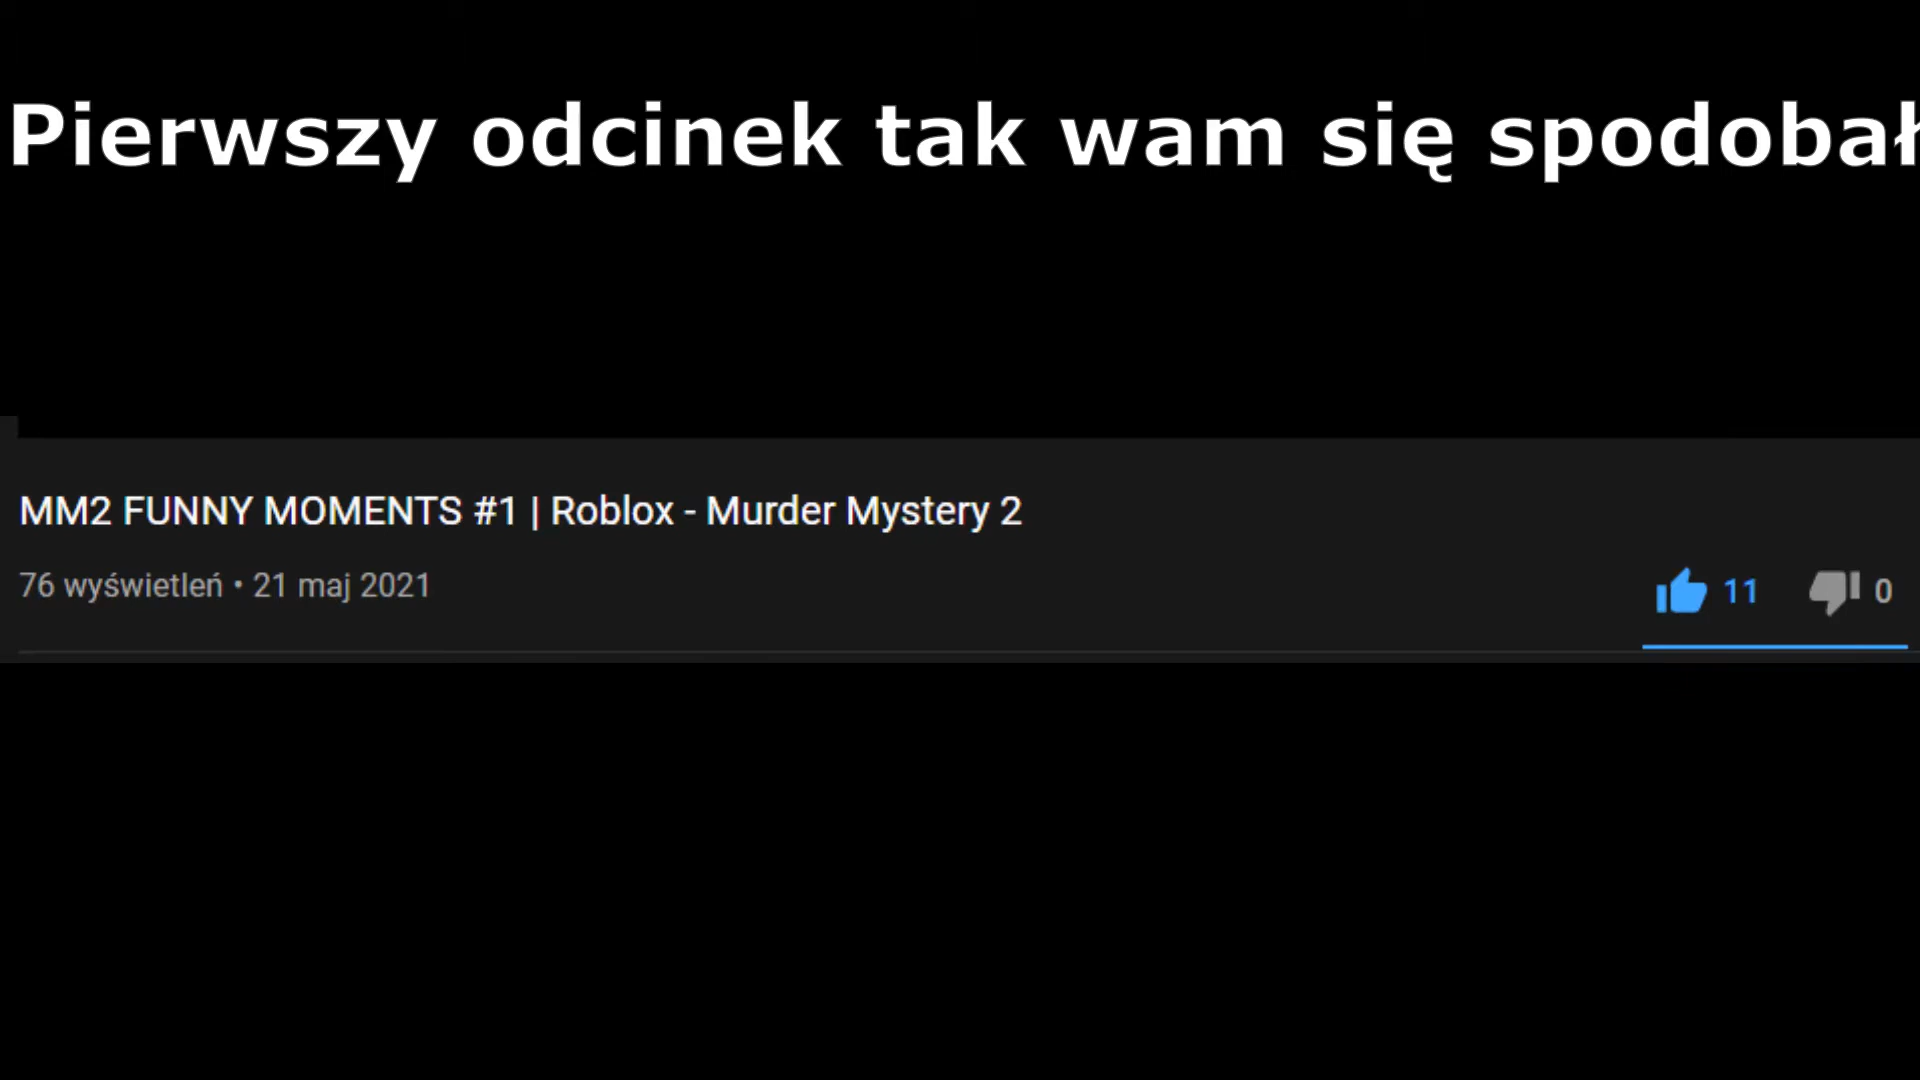 Pierwszy odcinek tak wam się spodobał
MM2 FUNNY MOMENTS #1 | Roblox - Murder Mystery 2
76 wyświetleń • 21 maj 2021
11 0